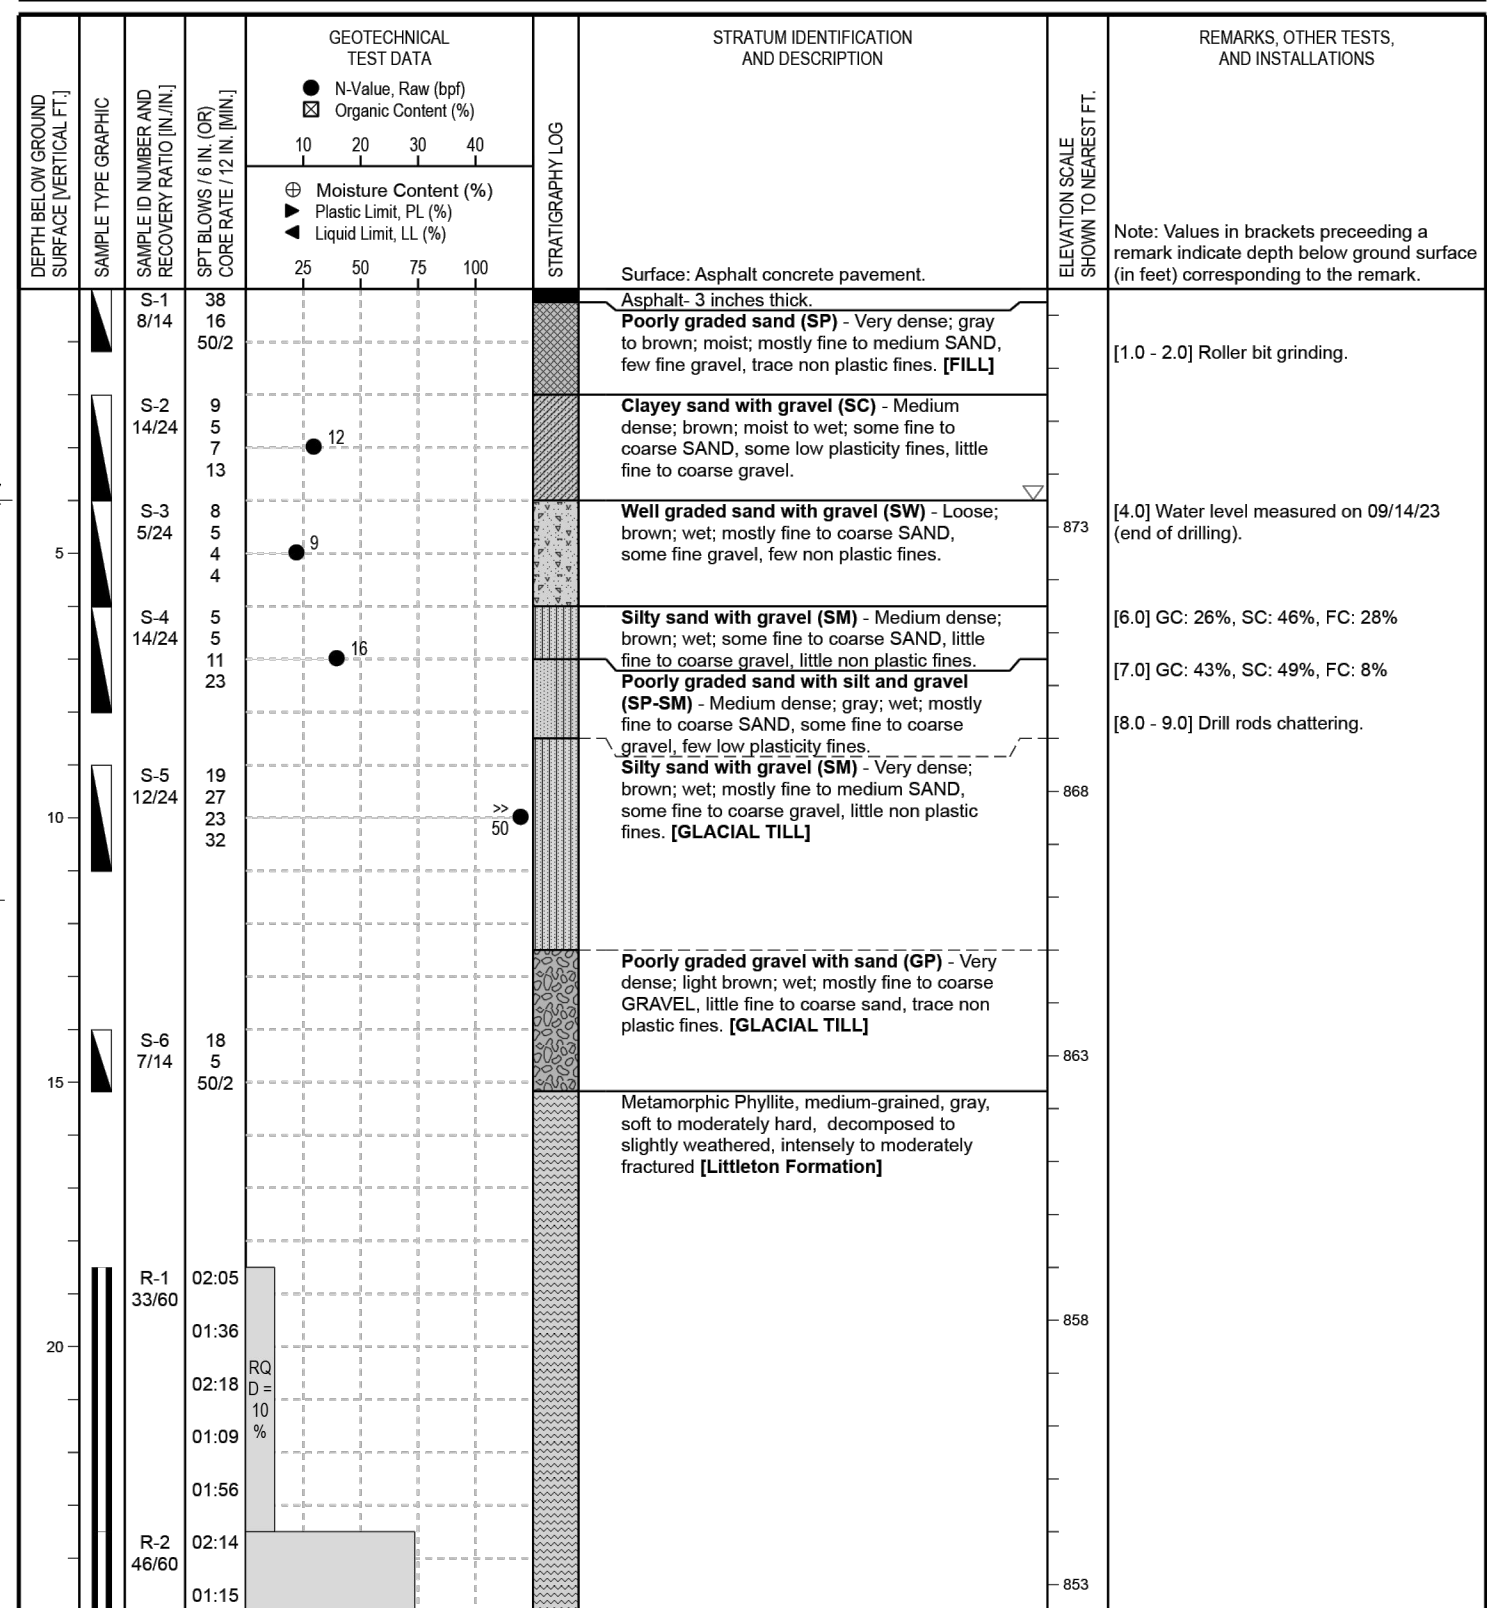 GEOTECHNICAL
TEST DATA
N-Value, Raw (bpf)
Organic Content (%)
10 20 30 40
Moisture Content (%)
Plastic Limit, PL (%)
Liquid Limit, LL (%)
25 50 75 100
DEPTH BELOW GROUND
SURFACE [VERTICAL FT.]
SAMPLE TYPE GRAPHIC
SAMPLE ID NUMBER AND
RECOVERY RATIO [IN./IN.]
SPT BLOWS / 6 IN. (OR)
CORE RATE / 12 IN. [MIN.]
STRATIGRAPHY LOG
STRATUM IDENTIFICATION
AND DESCRIPTION
Surface: Asphalt concrete pavement.
ELEVATION SCALE
SHOWN TO NEAREST FT.
REMARKS, OTHER TESTS,
AND INSTALLATIONS
Note: Values in brackets preceeding a
remark indicate depth below ground surface
(in feet) corresponding to the remark.
S-1
8/14
38
16
50/2
Asphalt- 3 inches thick.
Poorly graded sand (SP) - Very dense; gray
to brown; moist; mostly fine to medium SAND,
few fine gravel, trace non plastic fines. [FILL]
[1.0 - 2.0] Roller bit grinding.
S-2
14/24
9
5
7
13
12
Clayey sand with gravel (SC) - Medium
dense; brown; moist to wet; some fine to
coarse SAND, some low plasticity fines, little
fine to coarse gravel.
5
S-3
5/24
8
5
4
4
9
Well graded sand with gravel (SW) - Loose;
brown; wet; mostly fine to coarse SAND,
some fine gravel, few non plastic fines.
873
[4.0] Water level measured on 09/14/23
(end of drilling).
S-4
14/24
5
5
11
23
16
Silty sand with gravel (SM) - Medium dense;
brown; wet; some fine to coarse SAND, little
fine to coarse gravel, little non plastic fines.
[6.0] GC: 26%, SC: 46%, FC: 28%
Poorly graded sand with silt and gravel
(SP-SM) - Medium dense; gray; wet; mostly
fine to coarse SAND, some fine to coarse
gravel, few low plasticity fines.
[7.0] GC: 43%, SC: 49%, FC: 8%
[8.0 - 9.0] Drill rods chattering.
10
S-5
12/24
19
27
23
32
>>
50
Silty sand with gravel (SM) - Very dense;
brown; wet; mostly fine to medium SAND,
some fine to coarse gravel, little non plastic
fines. [GLACIAL TILL]
868
Poorly graded gravel with sand (GP) - Very
dense; light brown; wet; mostly fine to coarse
GRAVEL, little fine to coarse sand, trace non
plastic fines. [GLACIAL TILL]
15
S-6
7/14
18
5
50/2
863
Metamorphic Phyllite, medium-grained, gray,
soft to moderately hard, decomposed to
slightly weathered, intensely to moderately
fractured [Littleton Formation]
20
R-1
33/60
02:05
01:36
02:18
01:09
01:56
RQ
D =
10
%
858
R-2
46/60
02:14
01:15
853